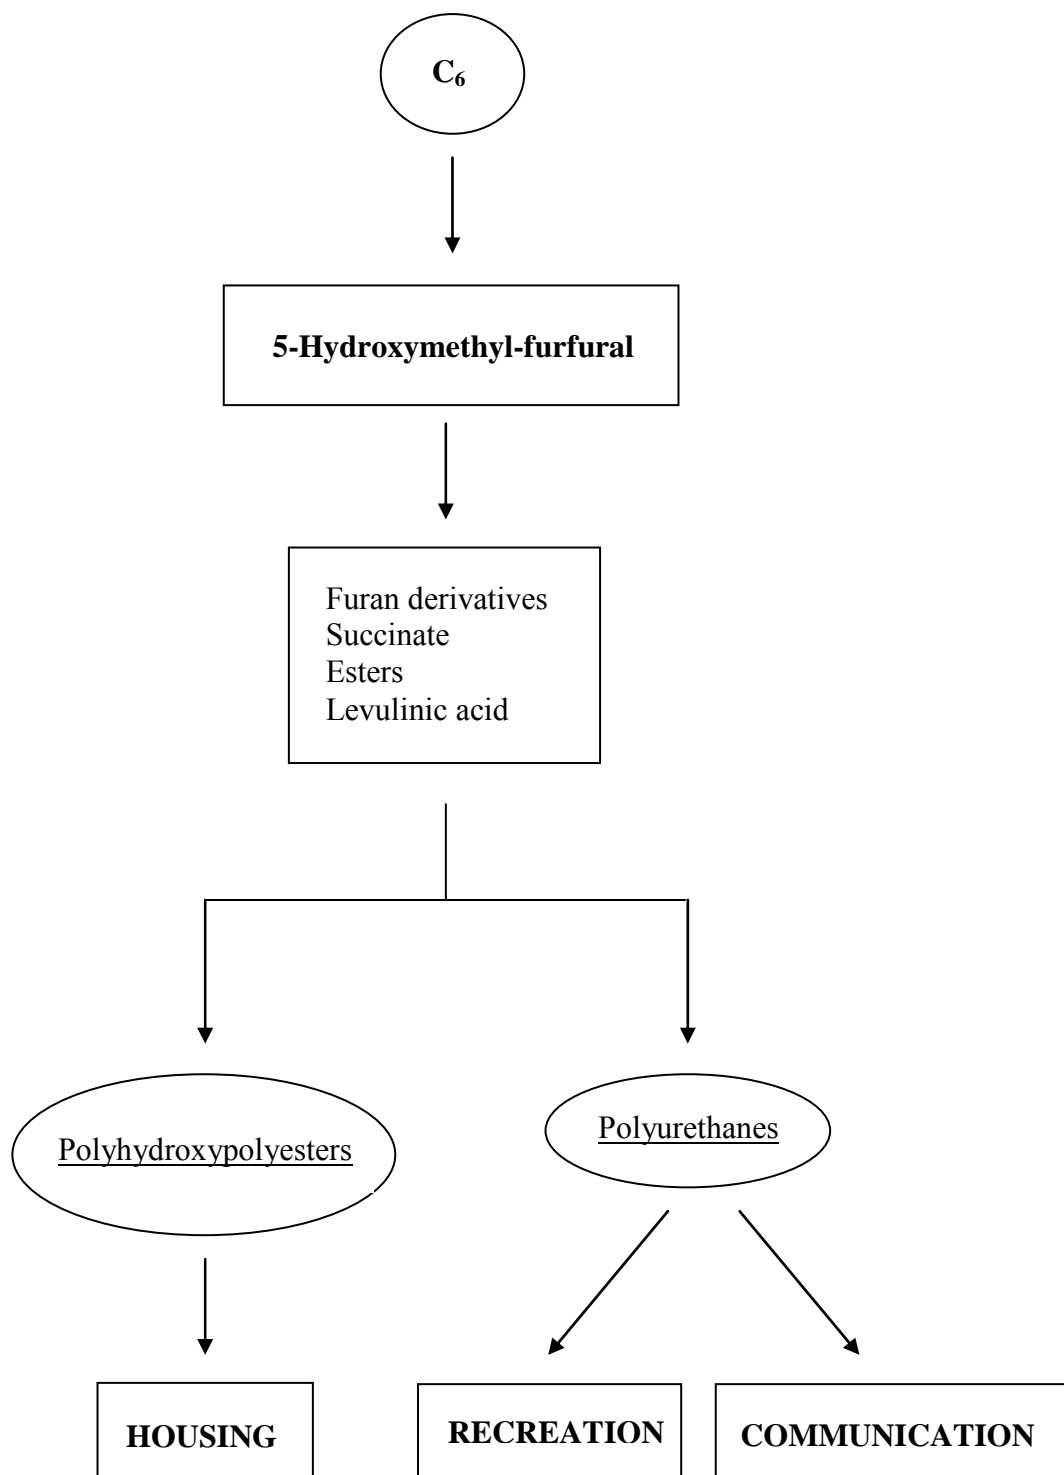 C₆
5-Hydroxymethyl-furfural
Furan derivatives
Succinate
Esters
Levulinic acid
Polyhydroxypolyesters
Polyurethanes
HOUSING
RECREATION
COMMUNICATION